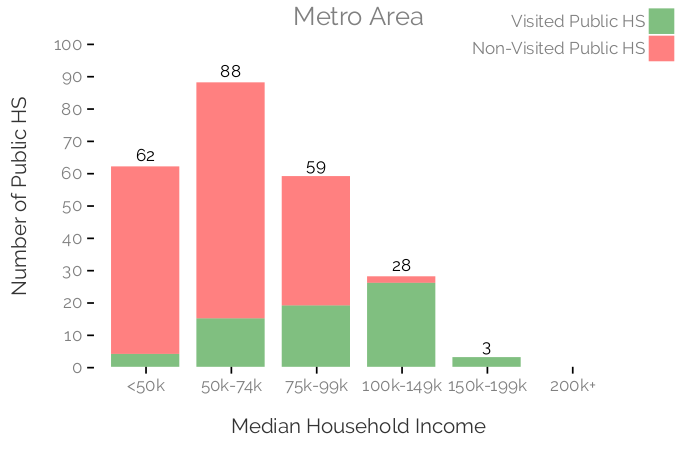 Metro Area
Visited Public HS
Non-Visited Public HS
Number of Public HS
100
90
80
70
60
50
40
30
20
10
0
62
88
59
28
3
<50k
50k-74k
75k-99k
100k-149k
150k-199k
200k+
Median Household Income